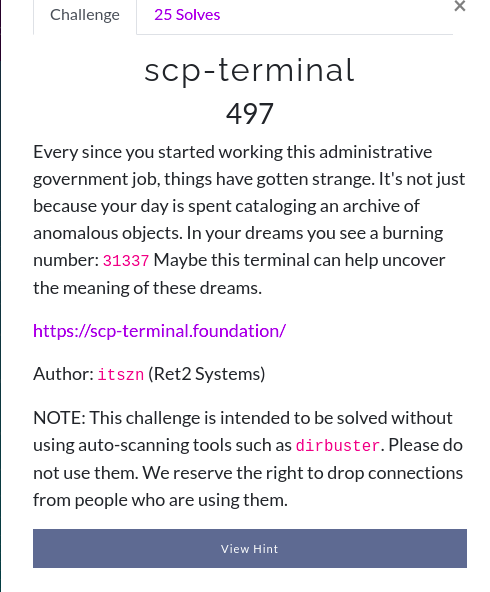 Challenge
25 Solves
×
scp-terminal
497
Every since you started working this administrative
government job, things have gotten strange. It's not just
because your day is spent cataloging an archive of
anomalous objects. In your dreams you see a burning
number: 31337 Maybe this terminal can help uncover
the meaning of these dreams.
https://scp-terminal.foundation/
Author: itszn (Ret2 Systems)
NOTE: This challenge is intended to be solved without
using auto-scanning tools such as dirbuster. Please do
not use them. We reserve the right to drop connections
from people who are using them.
View Hint